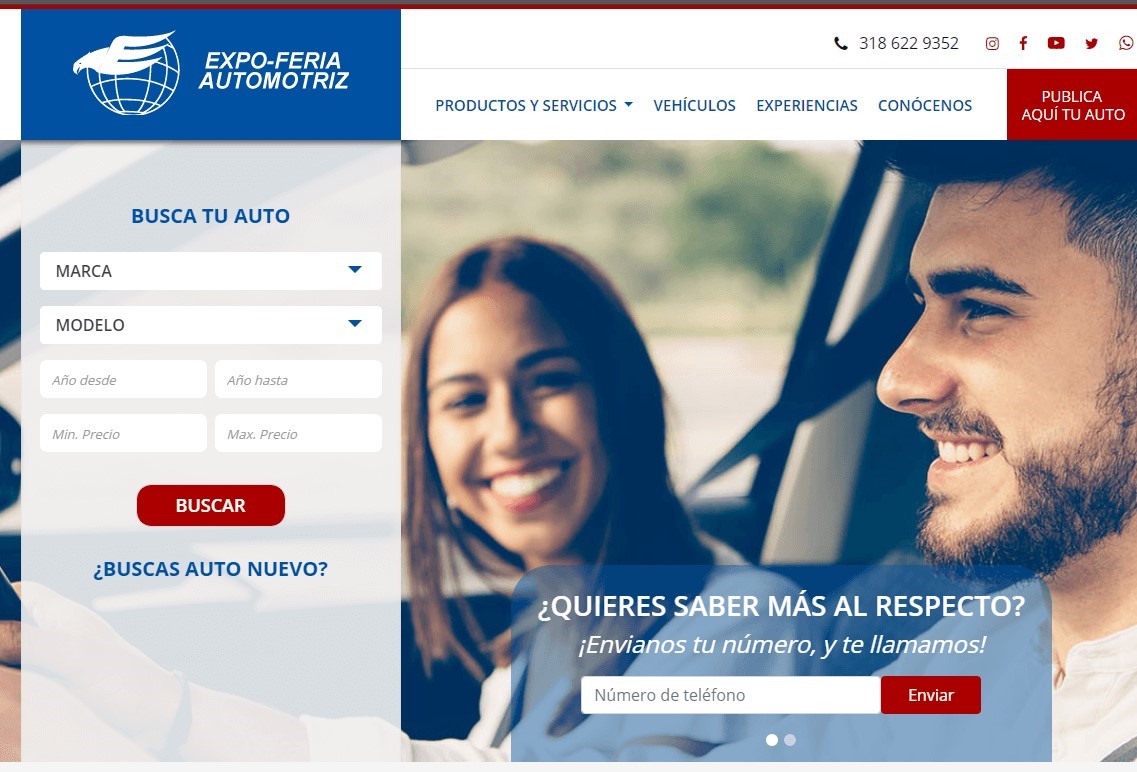 EXPO-FERIA
AUTOMOTRIZ
318 622 9352
PRODUCTOS Y SERVICIOS
VEHÍCULOS
EXPERIENCIAS
CONÓCENOS
PUBLICA
AQUÍ TU AUTO
BUSCA TU AUTO
MARCA
MODELO
Año desde
Año hasta
Min. Precio
Max. Precio
BUSCAR
¿BUSCAS AUTO NUEVO?
¿QUIERES SABER MÁS AL RESPECTO?
¡Envianos tu número, y te llamamos!
Número de teléfono
Enviar